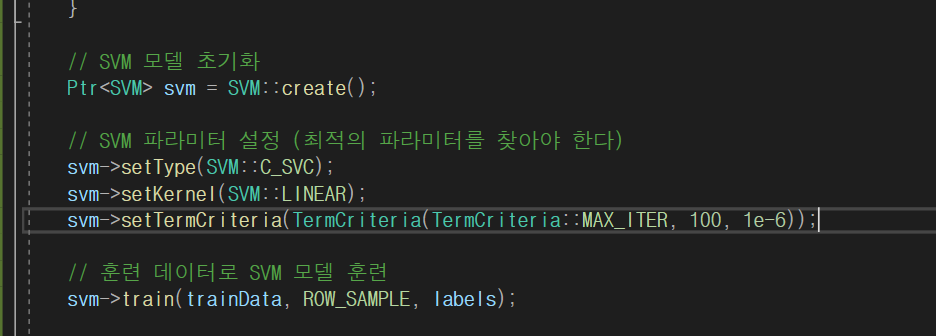 }
// SVM 모델 초기화
Ptr<SVM> svm = SVM::create();
// SVM 파라미터 설정 (최적의 파라미터를 찾아야 한다)
svm->setType(SVM::C_SVC);
svm->setKernel(SVM::LINEAR);
svm->setTermCriteria(TermCriteria(TermCriteria::MAX_ITER, 100, 1e-6));
// 훈련 데이터로 SVM 모델 훈련
svm->train(trainData, ROW_SAMPLE, labels);